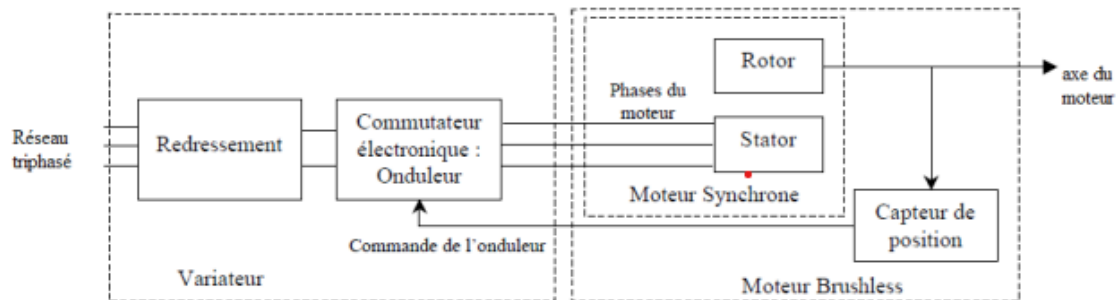 Réseau
triphasé
Redressement
Commutateur
électronique :
Onduleur
Phases du
moteur
Rotor
Stator
Moteur Synchrone
axe du
moteur
Capteur de
position
Commande de l'onduleur
Variateur
Moteur Brushless